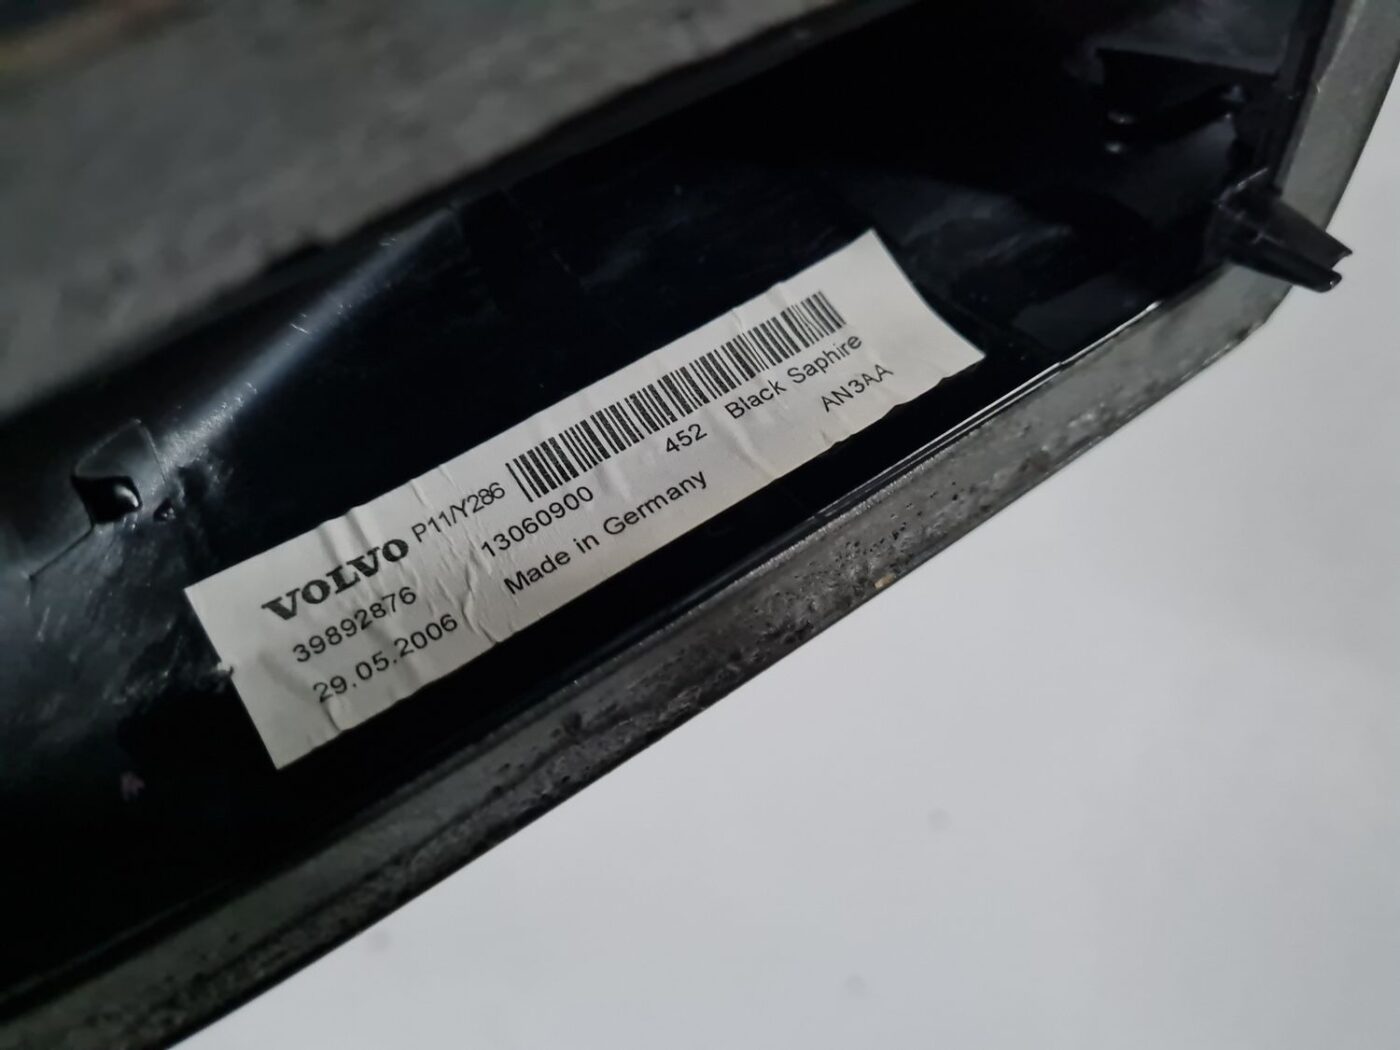 VOLVO P11/Y286
39892876 13060900 452 Black Saphire
29.05.2006 Made in Germany AN3AA